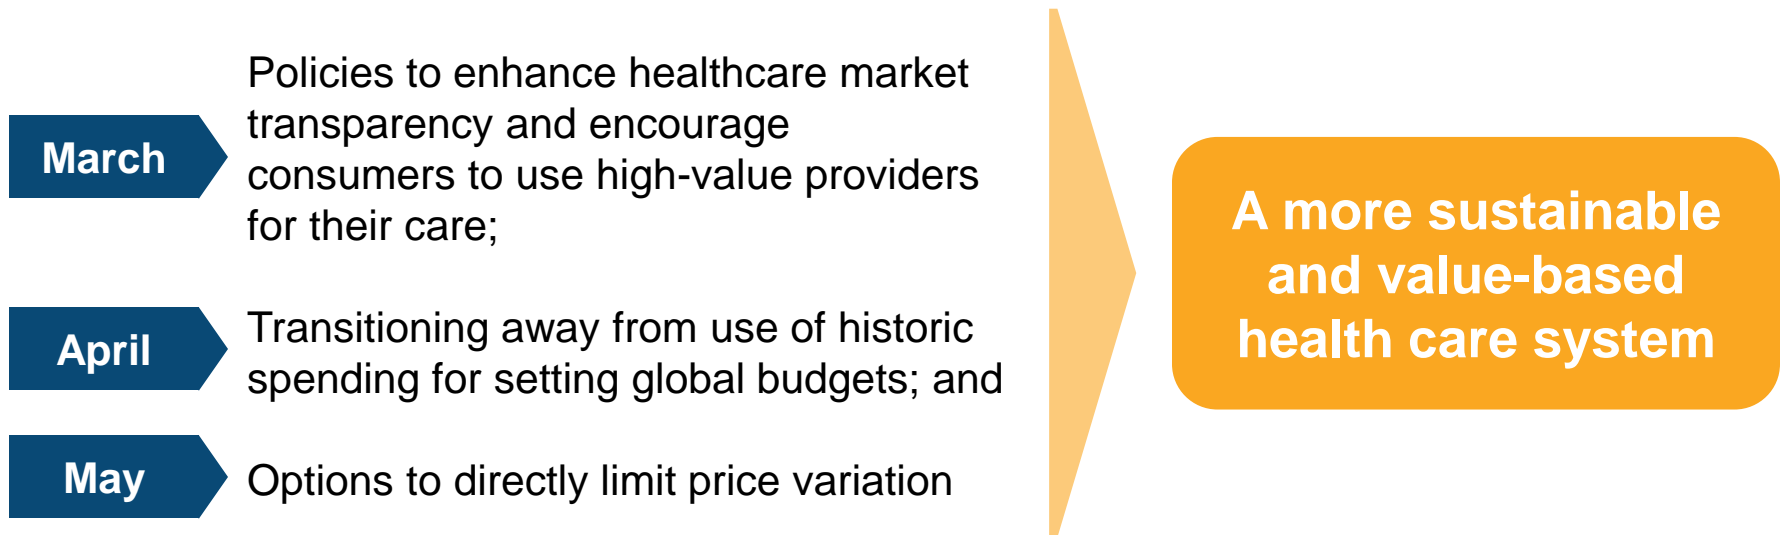 March
Policies to enhance healthcare market
transparency and encourage
consumers to use high-value providers
for their care;
April
Transitioning away from use of historic
spending for setting global budgets; and
May
Options to directly limit price variation
A more sustainable
and value-based
health care system